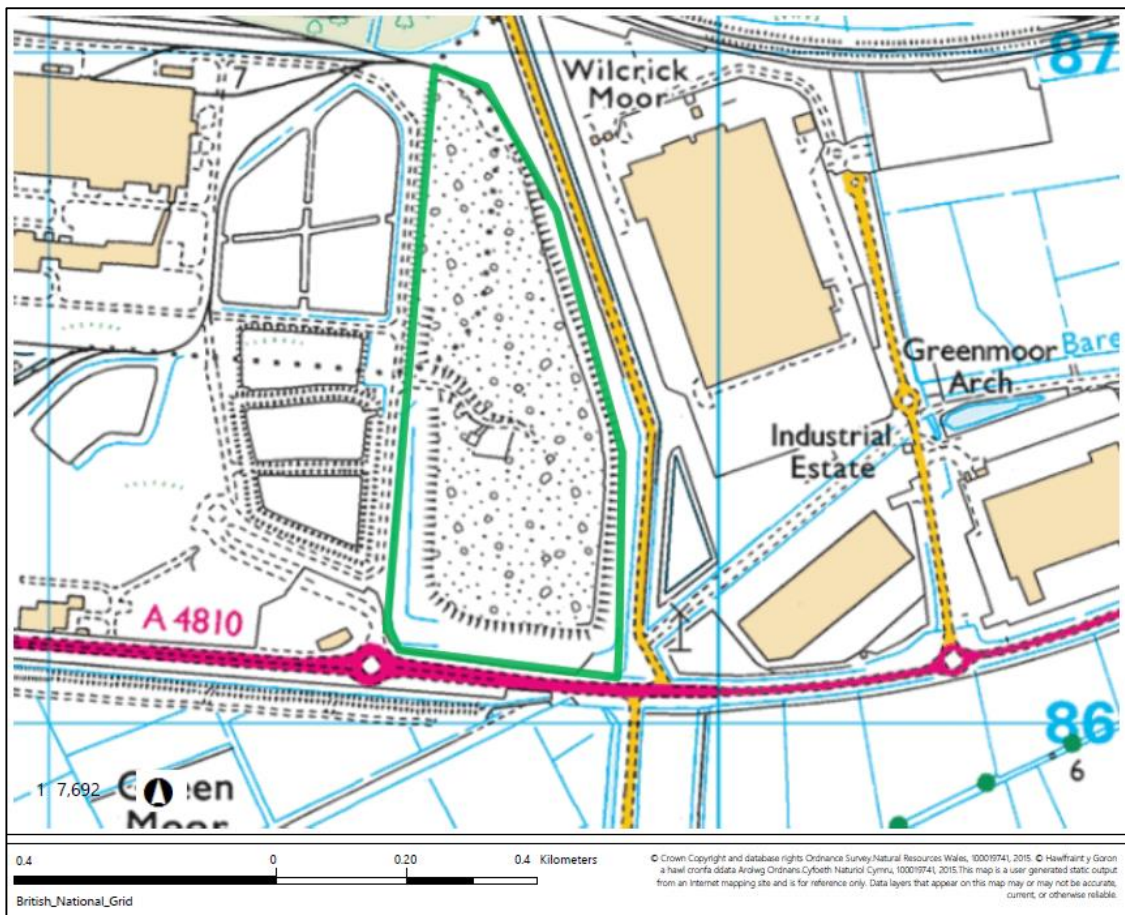 87
Wilcrick
Moor
Greenmoor
Arch
Bare
Industrial
Estate
A 4810
86
6
1 7,692
Green
Moor
0.4 0 0.20 0.4 Kilometers
British_National_Grid
© Crown Copyright and database rights Ordnance Survey.Natural Resources Wales, 100019741, 2015. © Hawlfraint y Goron
a hawl cronfa ddata Arolwg Ordnans.Cyfoeth Naturiol Cymru, 100019741, 2015.This map is a user generated static output
from an Internet mapping site and is for reference only. Data layers that appear on this map may or may not be accurate,
current, or otherwise reliable.